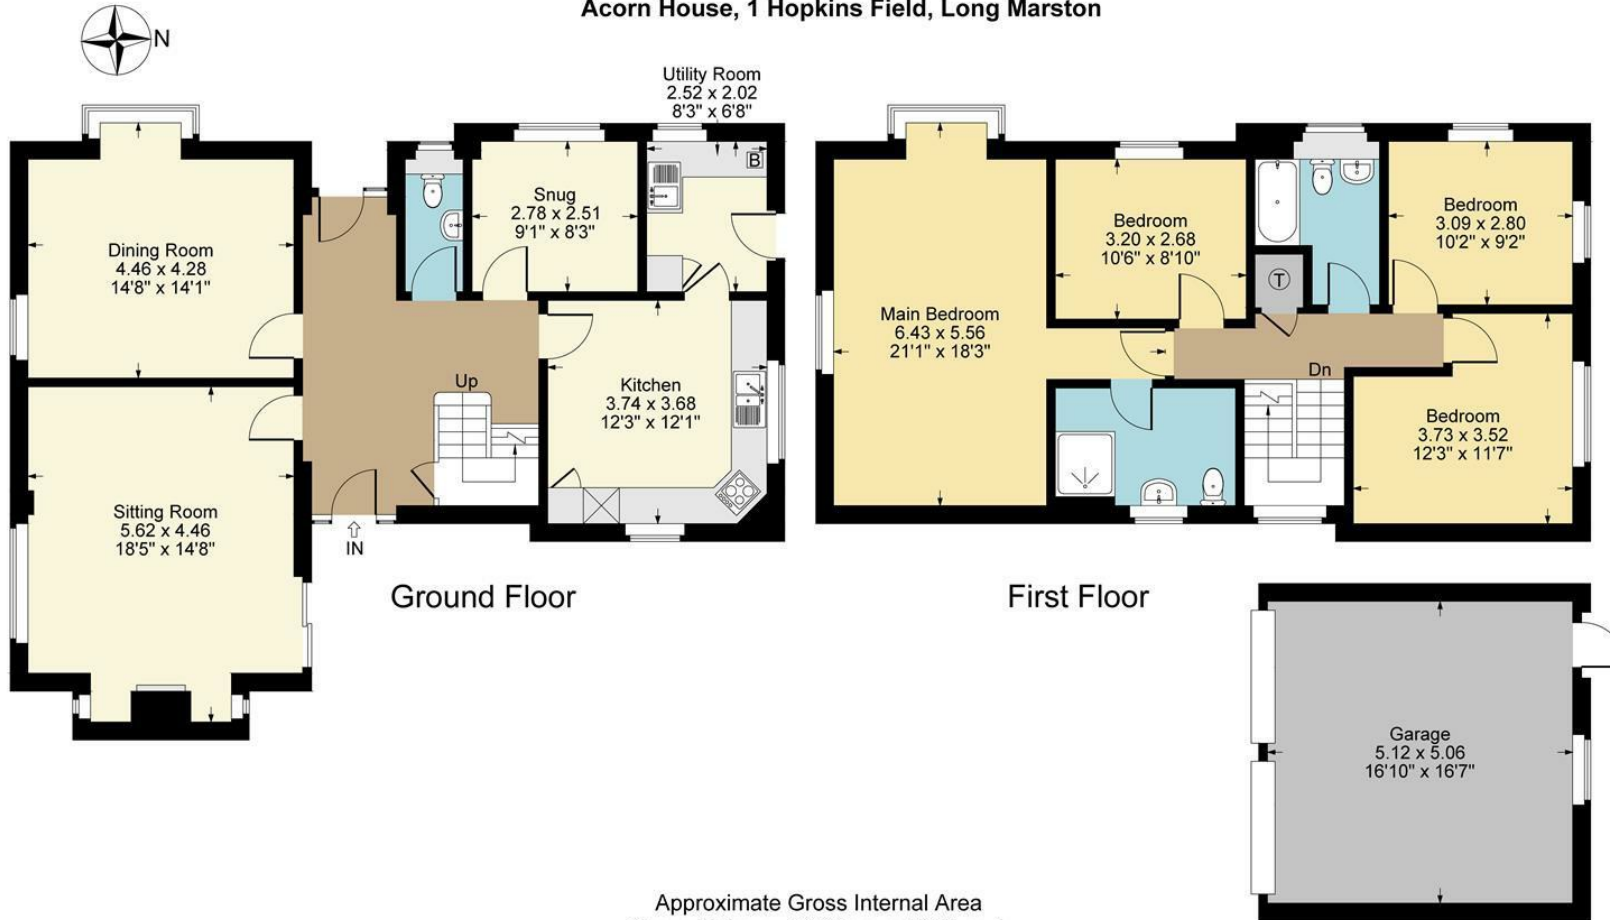 Acorn House, 1 Hopkins Field, Long Marston
N
Utility Room
2.52 x 2.02
8'3" x 6'8"
B
Snug
2.78 x 2.51
9'1" x 8'3"
Dining Room
4.46 x 4.28
14'8" x 14'1"
Up
Kitchen
3.74 x 3.68
12'3" x 12'1"
Sitting Room
5.62 x 4.46
18'5" x 14'8"
IN
Ground Floor
Bedroom
3.20 x 2.68
10'6" x 8'10"
Bedroom
3.09 x 2.80
10'2" x 9'2"
T
Main Bedroom
6.43 x 5.56
21'1" x 18'3"
Dn
Bedroom
3.73 x 3.52
12'3" x 11'7"
First Floor
Garage
5.12 x 5.06
16'10" x 16'7"
Approximate Gross Internal Area